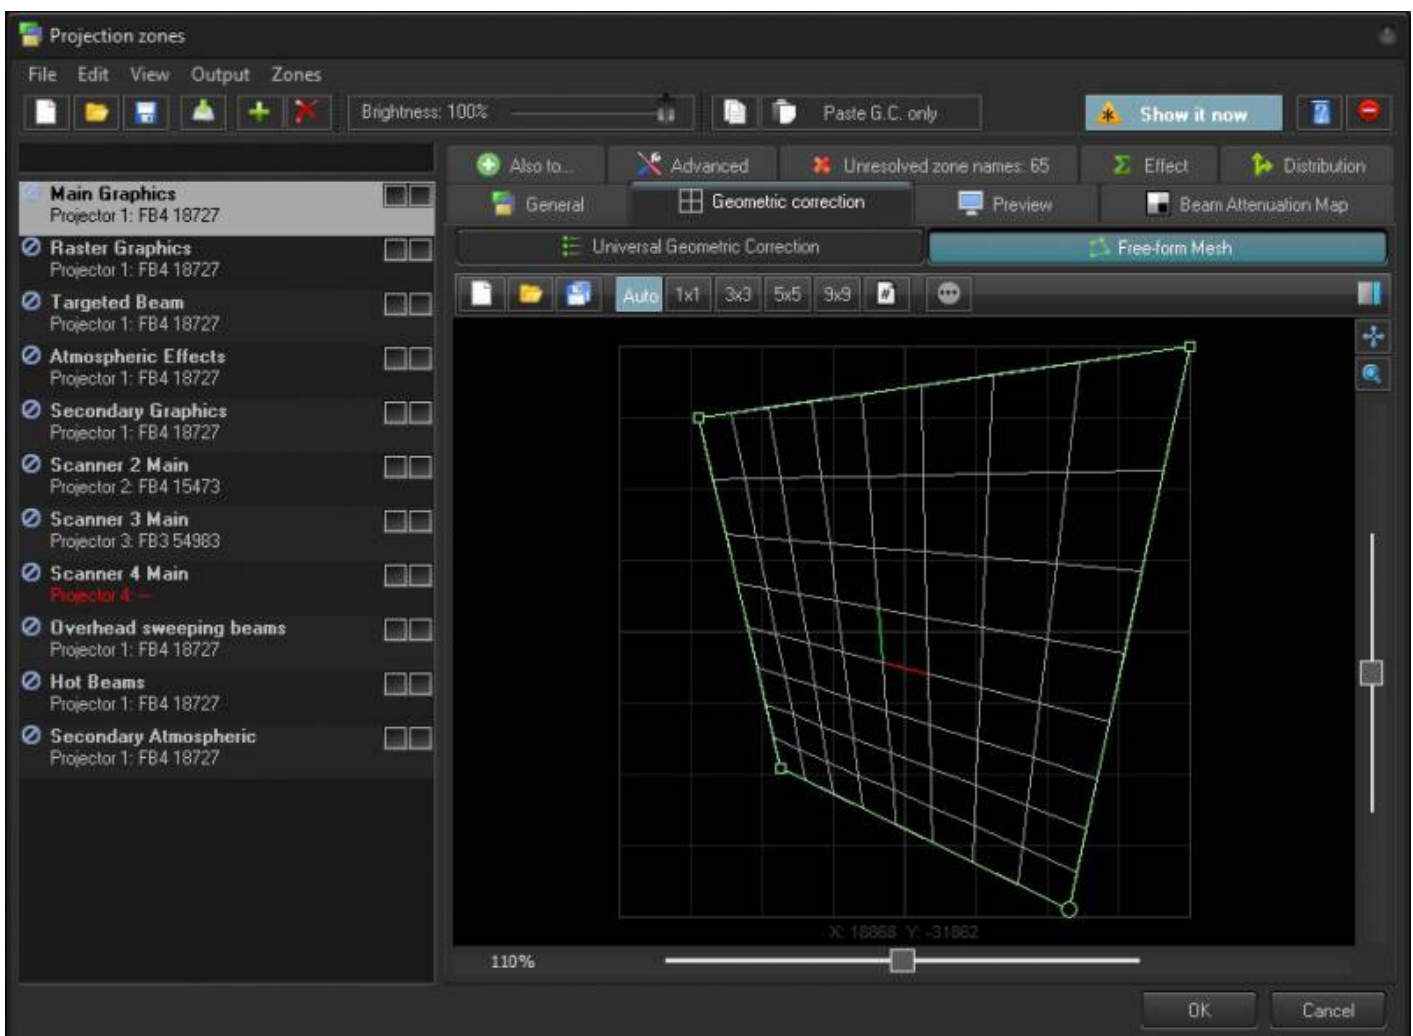 Projection zones
File Edit View Output Zones
Brightness: 100%
Paste G.C. only
Show it now
Also to...
Advanced
Unresolved zone names: 65
Effect
Distribution
General
Geometric correction
Preview
Beam Attenuation Map
Universal Geometric Correction
Free-form Mesh
Auto 1x1 3x3 5x5 9x9 #
Main Graphics
Projector 1: FB4 18727
Raster Graphics
Projector 1: FB4 18727
Targeted Beam
Projector 1: FB4 18727
Atmospheric Effects
Projector 1: FB4 18727
Secondary Graphics
Projector 1: FB4 18727
Scanner 2 Main
Projector 2: FB4 15473
Scanner 3 Main
Projector 3: FB3 54983
Scanner 4 Main
Projector 4: ---
Overhead sweeping beams
Projector 1: FB4 18727
Hot Beams
Projector 1: FB4 18727
Secondary Atmospheric
Projector 1: FB4 18727
X: 18868 Y: -31862
110%
OK
Cancel